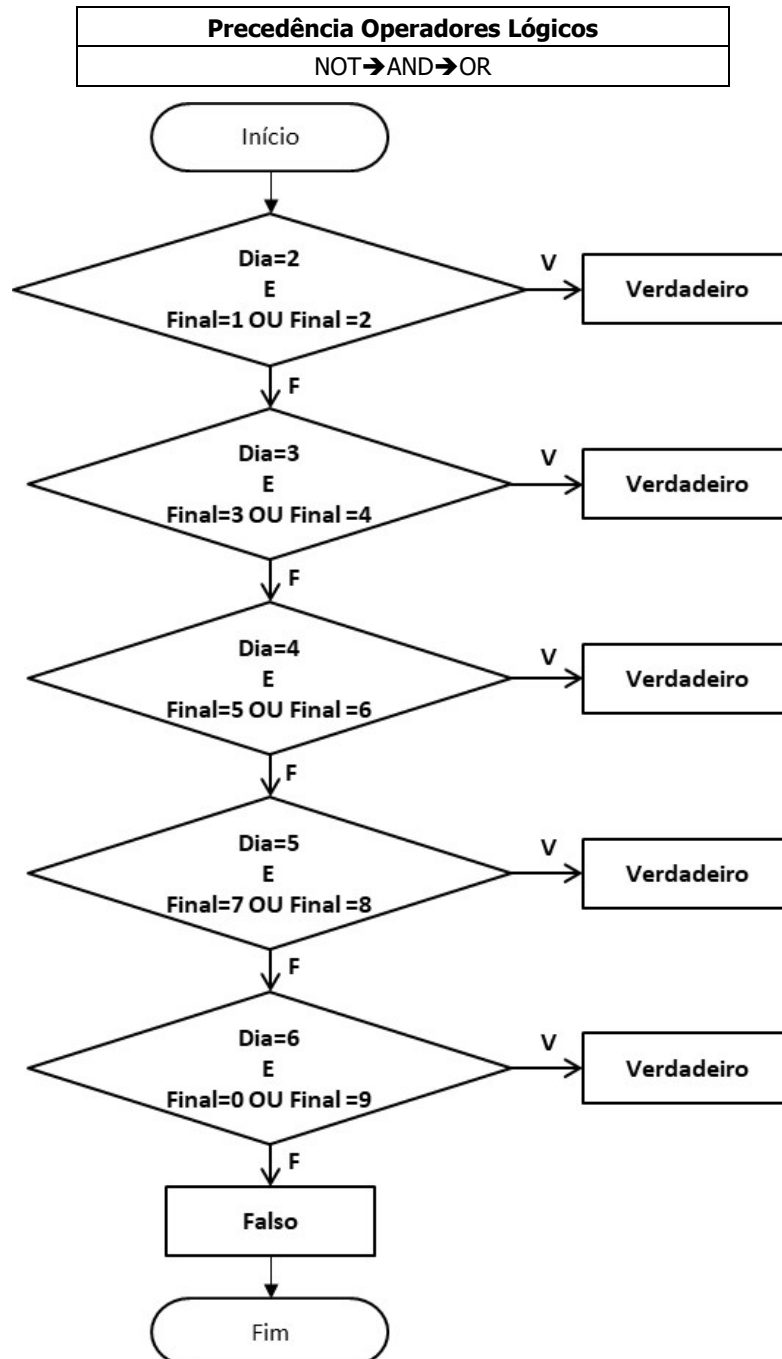 Precedência Operadores Lógicos
NOT➔AND➔OR
Início
Dia=2
E
Final=1 OU Final =2
V
Verdadeiro
F
Dia=3
E
Final=3 OU Final =4
V
Verdadeiro
F
Dia=4
E
Final=5 OU Final =6
V
Verdadeiro
F
Dia=5
E
Final=7 OU Final =8
V
Verdadeiro
F
Dia=6
E
Final=0 OU Final =9
V
Verdadeiro
F
Falso
Fim